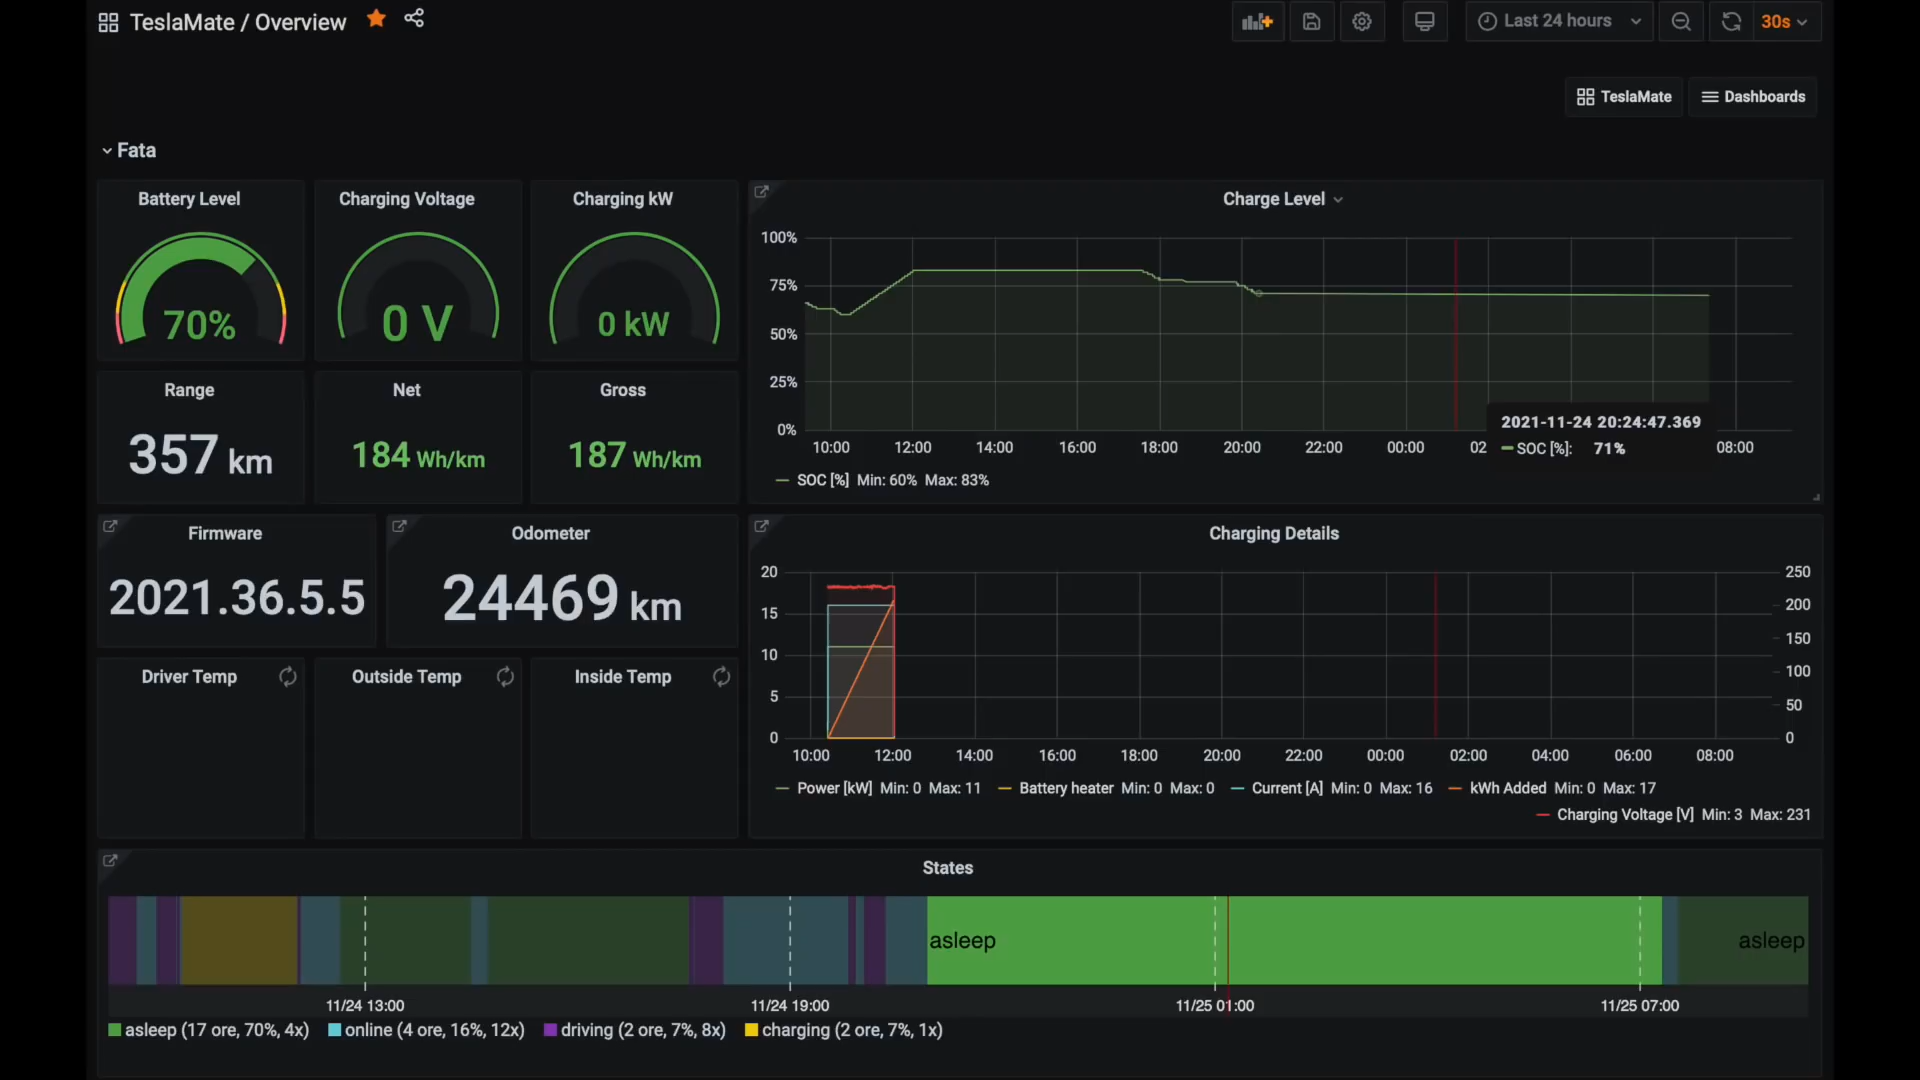 TeslaMate / Overview
Last 24 hours
30s
TeslaMate
Dashboards
Fata
Battery Level
70%
Charging Voltage
0 V
Charging kW
0 kW
Range
357 km
Net
184 Wh/km
Gross
187 Wh/km
Firmware
2021.36.5.5
Odometer
24469 km
Driver Temp
Outside Temp
Inside Temp
Charge Level
100%
75%
50%
25%
0%
10:00 12:00 14:00 16:00 18:00 20:00 22:00 00:00 02 08:00
2021-11-24 20:24:47.369
SOC [%]: 71%
SOC [%] Min: 60% Max: 83%
Charging Details
20 250
15 200
10 150
5 100
0 50
0
10:00 12:00 14:00 16:00 18:00 20:00 22:00 00:00 02:00 04:00 06:00 08:00
Power [kW] Min: 0 Max: 11 Battery heater Min: 0 Max: 0 Current [A] Min: 0 Max: 16 kWh Added Min: 0 Max: 17
Charging Voltage [V] Min: 3 Max: 231
States
asleep asleep
11/24 13:00 11/24 19:00 11/25 01:00 11/25 07:00
asleep (17 ore, 70%, 4x) online (4 ore, 16%, 12x) driving (2 ore, 7%, 8x) charging (2 ore, 7%, 1x)